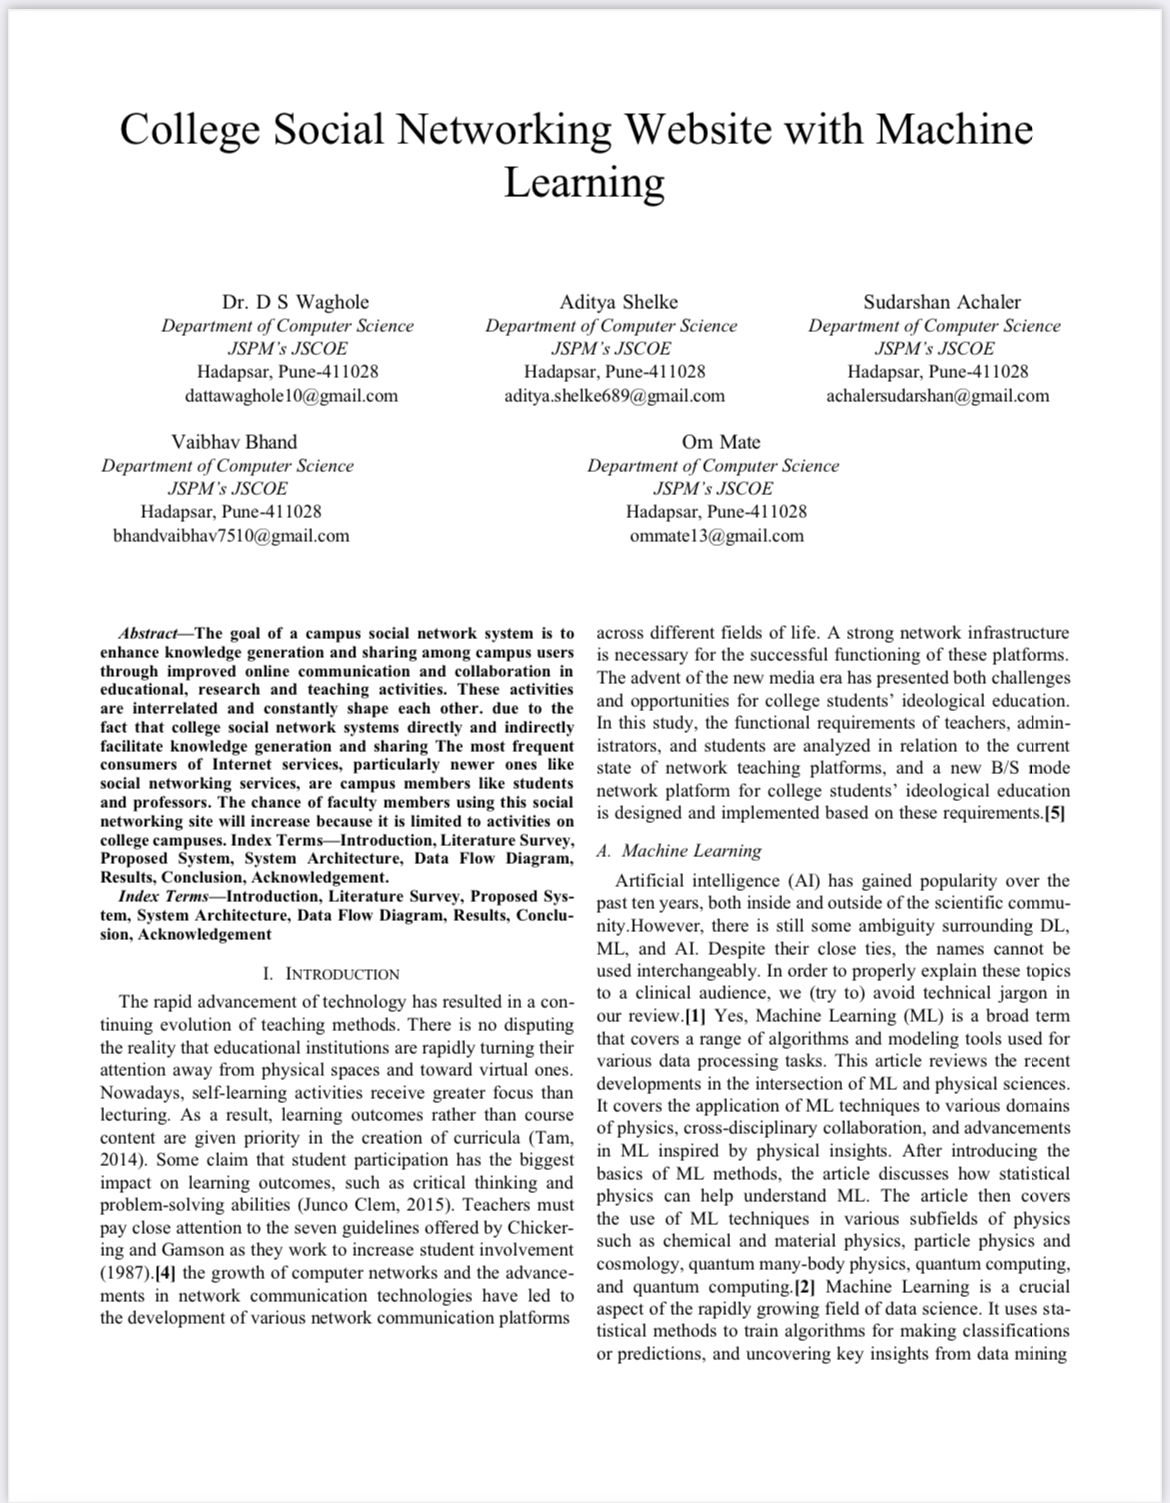 College Social Networking Website with Machine
Learning
Dr. D S Waghole
Department of Computer Science
JSPM's JSCOE
Hadapsar, Pune-411028
dattawaghole10@gmail.com
Aditya Shelke
Department of Computer Science
JSPM's JSCOE
Hadapsar, Pune-411028
aditya.shelke689@gmail.com
Sudarshan Achaler
Department of Computer Science
JSPM's JSCOE
Hadapsar, Pune-411028
achalersudarshan@gmail.com
Vaibhav Bhand
Department of Computer Science
JSPM's JSCOE
Hadapsar, Pune-411028
bhandvaibhav7510@gmail.com
Om Mate
Department of Computer Science
JSPM's JSCOE
Hadapsar, Pune-411028
ommate13@gmail.com
Abstract—The goal of a campus social network system is to
enhance knowledge generation and sharing among campus users
through improved online communication and collaboration in
educational, research and teaching activities. These activities
are interrelated and constantly shape each other. due to the
fact that college social network systems directly and indirectly
facilitate knowledge generation and sharing The most frequent
consumers of Internet services, particularly newer ones like
social networking services, are campus members like students
and professors. The chance of faculty members using this social
networking site will increase because it is limited to activities on
college campuses. Index Terms—Introduction, Literature Survey,
Proposed System, System Architecture, Data Flow Diagram,
Results, Conclusion, Acknowledgement.
Index Terms—Introduction, Literature Survey, Proposed Sys-
tem, System Architecture, Data Flow Diagram, Results, Conclu-
sion, Acknowledgement
I. INTRODUCTION
The rapid advancement of technology has resulted in a con-
tinuing evolution of teaching methods. There is no disputing
the reality that educational institutions are rapidly turning their
attention away from physical spaces and toward virtual ones.
Nowadays, self-learning activities receive greater focus than
lecturing. As a result, learning outcomes rather than course
content are given priority in the creation of curricula (Tam,
2014). Some claim that student participation has the biggest
impact on learning outcomes, such as critical thinking and
problem-solving abilities (Junco Clem, 2015). Teachers must
pay close attention to the seven guidelines offered by Chicker-
ing and Gamson as they work to increase student involvement
(1987).[4] the growth of computer networks and the advance-
ments in network communication technologies have led to
the development of various network communication platforms
across different fields of life. A strong network infrastructure
is necessary for the successful functioning of these platforms.
The advent of the new media era has presented both challenges
and opportunities for college students' ideological education.
In this study, the functional requirements of teachers, admin-
istrators, and students are analyzed in relation to the current
state of network teaching platforms, and a new B/S mode
network platform for college students' ideological education
is designed and implemented based on these requirements.[5]
A. Machine Learning
Artificial intelligence (AI) has gained popularity over the
past ten years, both inside and outside of the scientific commu-
nity.However, there is still some ambiguity surrounding DL,
ML, and AI. Despite their close ties, the names cannot be
used interchangeably. In order to properly explain these topics
to a clinical audience, we (try to) avoid technical jargon in
our review.[1] Yes, Machine Learning (ML) is a broad term
that covers a range of algorithms and modeling tools used for
various data processing tasks. This article reviews the recent
developments in the intersection of ML and physical sciences.
It covers the application of ML techniques to various domains
of physics, cross-disciplinary collaboration, and advancements
in ML inspired by physical insights. After introducing the
basics of ML methods, the article discusses how statistical
physics can help understand ML. The article then covers
the use of ML techniques in various subfields of physics
such as chemical and material physics, particle physics and
cosmology, quantum many-body physics, quantum computing,
and quantum computing.[2] Machine Learning is a crucial
aspect of the rapidly growing field of data science. It uses sta-
tistical methods to train algorithms for making classifications
or predictions, and uncovering key insights from data mining